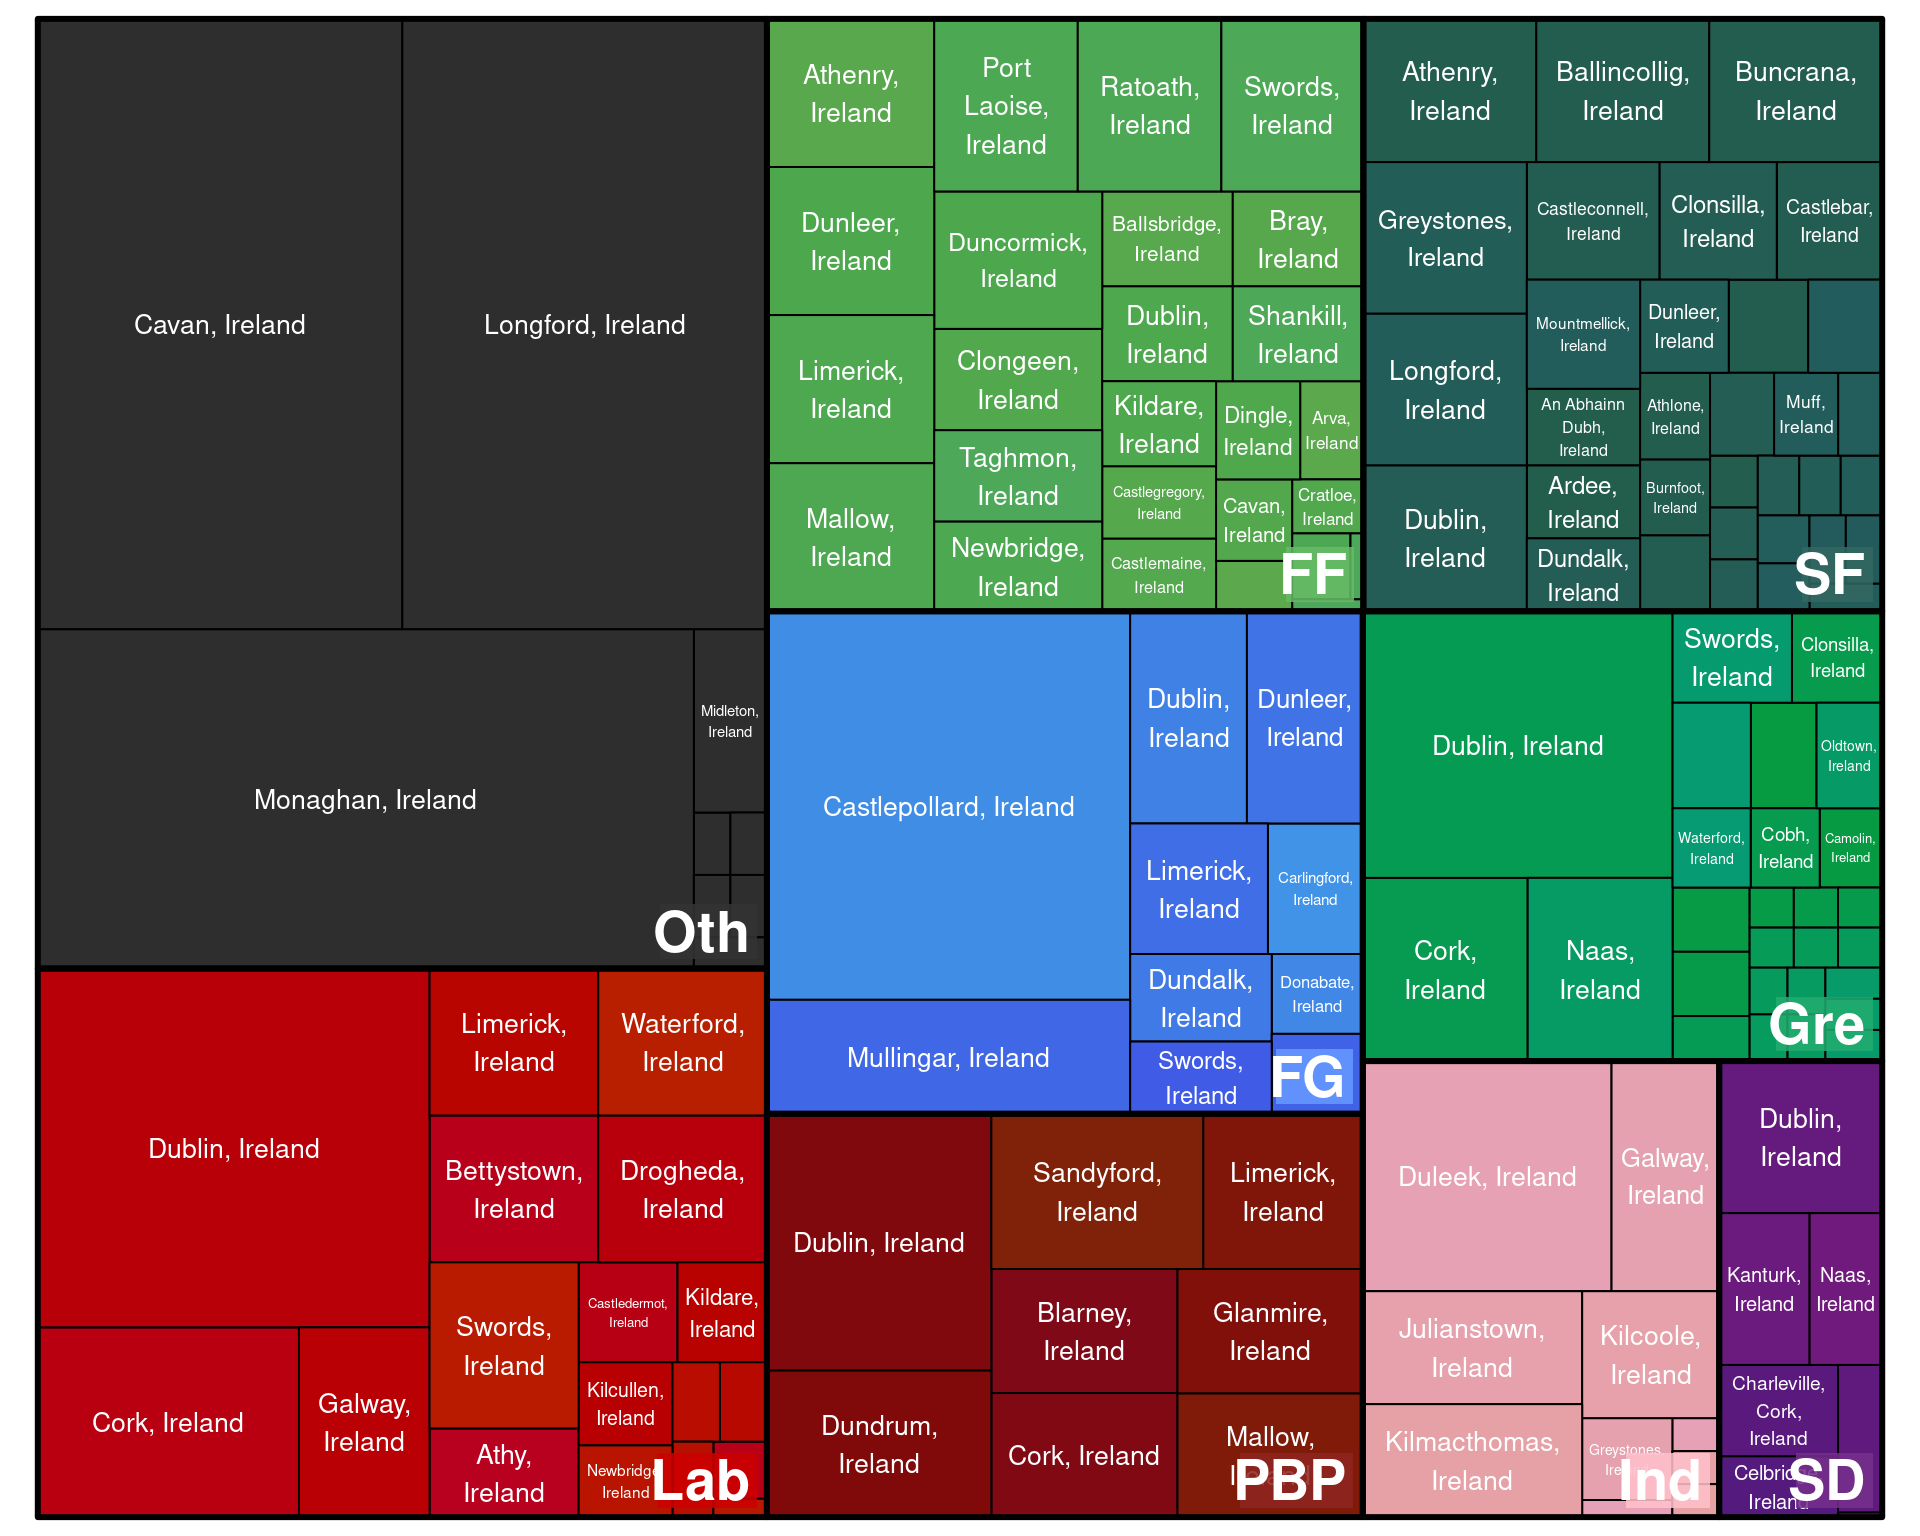 Cavan, Ireland
Longford, Ireland
Monaghan, Ireland
Midleton,
Ireland
Oth
Athenry,
Ireland
Port
Laoise,
Ireland
Ratoath,
Ireland
Swords,
Ireland
Dunleer,
Ireland
Duncormick,
Ireland
Ballsbridge,
Ireland
Bray,
Ireland
Limerick,
Ireland
Clongeen,
Ireland
Dublin,
Ireland
Shankill,
Ireland
Kildare,
Ireland
Dingle,
Ireland
Arva,
Ireland
Mallow,
Ireland
Taghmon,
Ireland
Newbridge,
Ireland
Castlegregory,
Ireland
Castlemaine,
Ireland
Cavan,
Ireland
Cratloe,
Ireland
FF
Athenry,
Ireland
Ballincollig,
Ireland
Buncrana,
Ireland
Greystones,
Ireland
Castleconnell,
Ireland
Clonsilla,
Ireland
Castlebar,
Ireland
Longford,
Ireland
Mountmellick,
Ireland
Dunleer,
Ireland
An Abhainn
Dubh,
Ireland
Athlone,
Ireland
Muff,
Ireland
Dublin,
Ireland
Ardee,
Ireland
Burnfoot,
Ireland
Dundalk,
Ireland
SF
Castlepollard, Ireland
Dublin,
Ireland
Dunleer,
Ireland
Limerick,
Ireland
Carlingford,
Ireland
Mullingar, Ireland
Dundalk,
Ireland
Donabate,
Ireland
Swords,
Ireland
FG
Dublin, Ireland
Swords,
Ireland
Clonsilla,
Ireland
Oldtown,
Ireland
Waterford,
Ireland
Cobh,
Ireland
Camolin,
Ireland
Cork,
Ireland
Naas,
Ireland
Gre
Dublin, Ireland
Limerick,
Ireland
Waterford,
Ireland
Bettystown,
Ireland
Drogheda,
Ireland
Cork, Ireland
Galway,
Ireland
Swords,
Ireland
Castledermot,
Ireland
Kildare,
Ireland
Kilcullen,
Ireland
Athy,
Ireland
Newbridge
Ireland
Lab
Dublin, Ireland
Sandyford,
Ireland
Limerick,
Ireland
Blarney,
Ireland
Glanmire,
Ireland
Dundrum,
Ireland
Cork, Ireland
Mallow,
PBP
Duleek, Ireland
Galway,
Ireland
Julianstown,
Ireland
Kilcoole,
Ireland
Kilmacthomas,
Ireland
Greystones,
Ind
Dublin,
Ireland
Kanturk,
Ireland
Naas,
Ireland
Charleville,
Cork,
Ireland
Celbridge
Ireland
SD